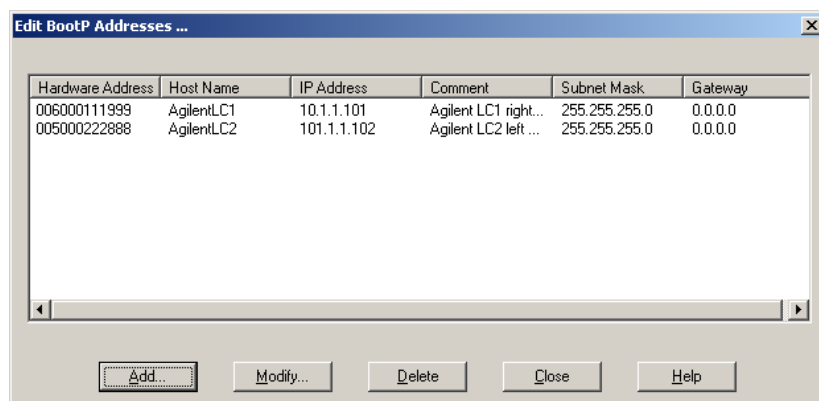 Edit BootP Addresses ...
Hardware Address Host Name IP Address Comment Subnet Mask Gateway
006000111999 AgilentLC1 10.1.1.101 Agilent LC1 right... 255.255.255.0 0.0.0.0
005000222888 AgilentLC2 101.1.1.102 Agilent LC2 left ... 255.255.255.0 0.0.0.0
Add... Modify... Delete Close Help